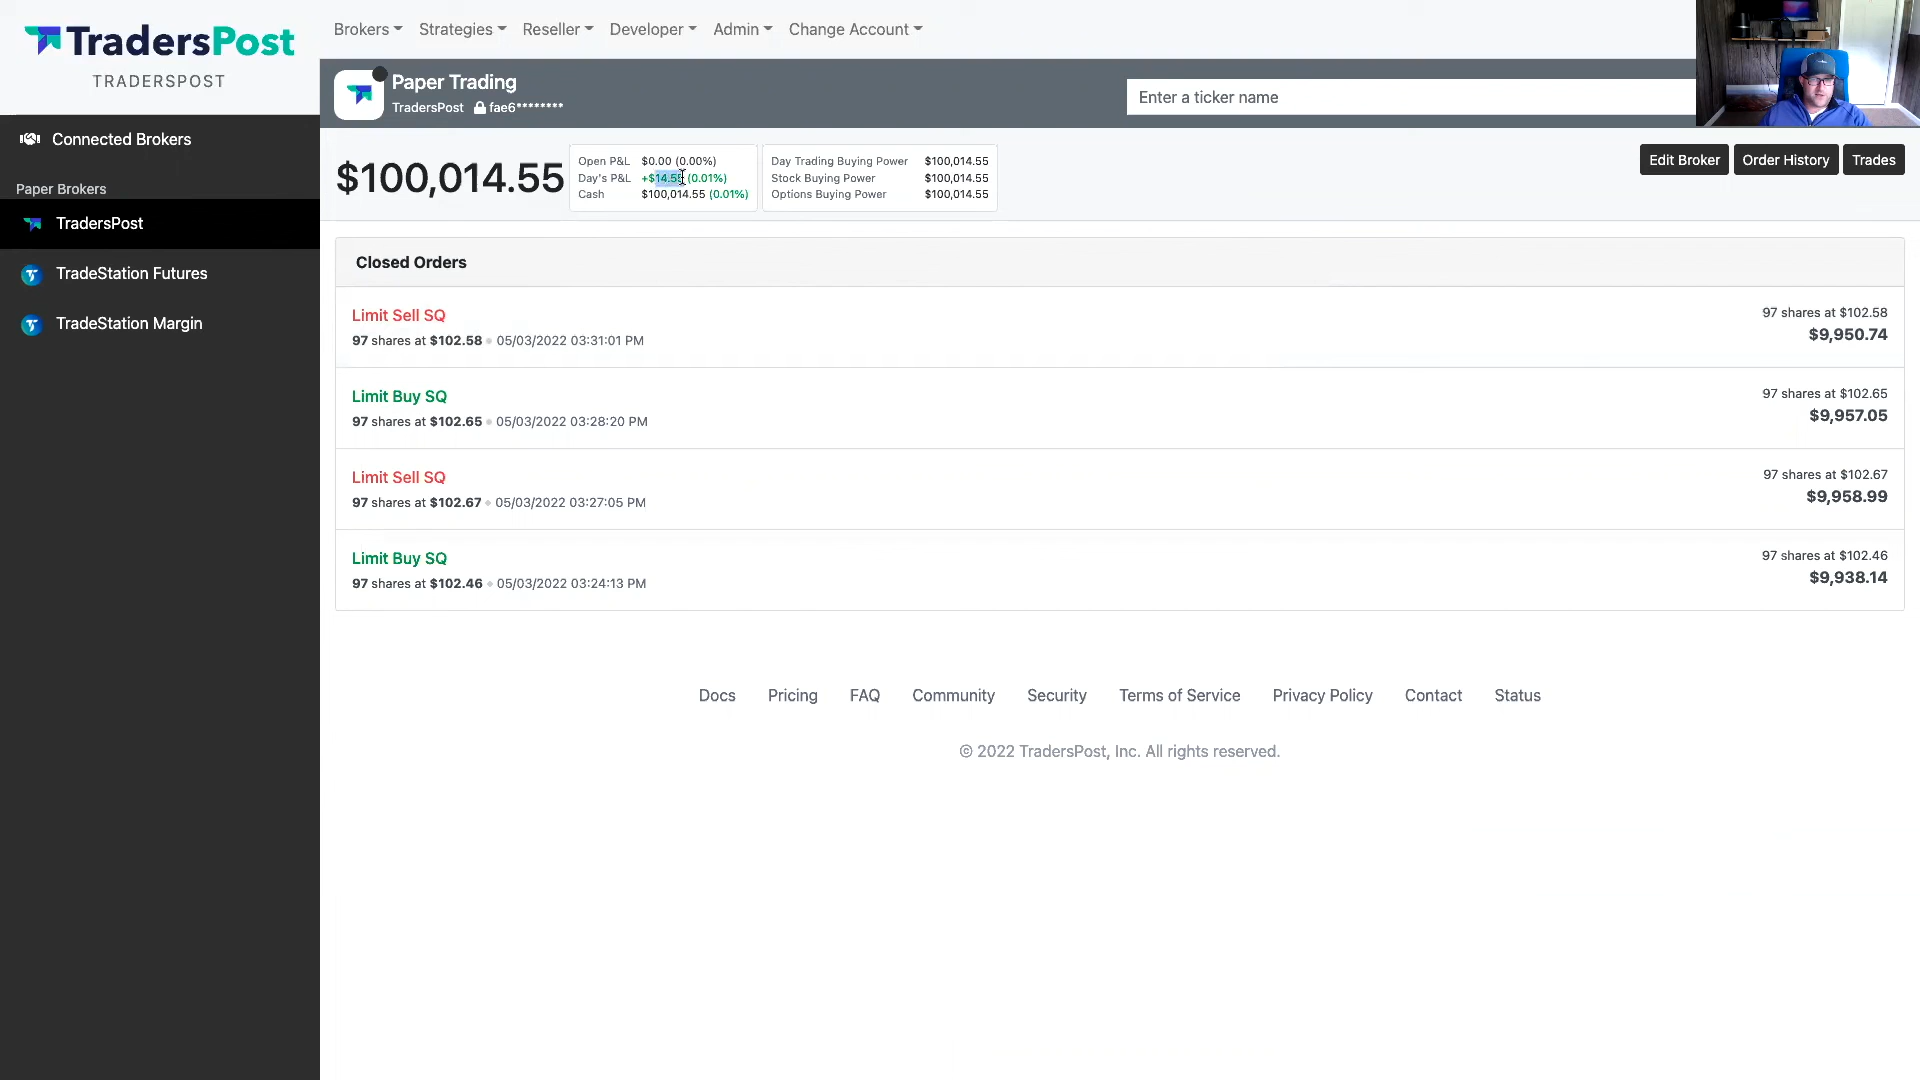 TradersPost
TRADERSPOST
Brokers Strategies Reseller Developer Admin Change Account
Paper Trading
TradersPost fae6********
Enter a ticker name
Connected Brokers
Paper Brokers
TradersPost
TradeStation Futures
TradeStation Margin
$100,014.55
Open P&L $0.00 (0.00%)
Day's P&L +$14.55 (0.01%)
Cash $100,014.55 (0.01%)
Day Trading Buying Power $100,014.55
Stock Buying Power $100,014.55
Options Buying Power $100,014.55
Edit Broker Order History Trades
Closed Orders
Limit Sell SQ
97 shares at $102.58 05/03/2022 03:31:01 PM
97 shares at $102.58
$9,950.74
Limit Buy SQ
97 shares at $102.65 05/03/2022 03:28:20 PM
97 shares at $102.65
$9,957.05
Limit Sell SQ
97 shares at $102.67 05/03/2022 03:27:05 PM
97 shares at $102.67
$9,958.99
Limit Buy SQ
97 shares at $102.46 05/03/2022 03:24:13 PM
97 shares at $102.46
$9,938.14
Docs Pricing FAQ Community Security Terms of Service Privacy Policy Contact Status
© 2022 TradersPost, Inc. All rights reserved.